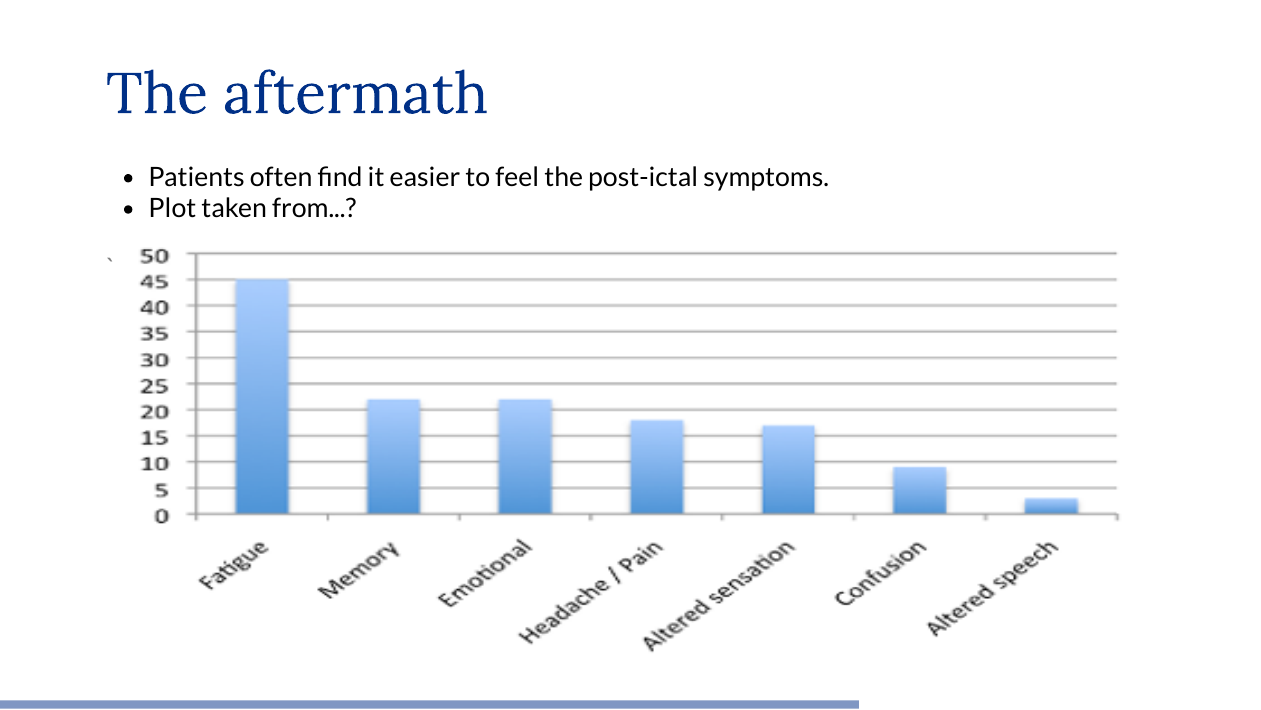 The aftermath
• Patients often find it easier to feel the post-ictal symptoms.
• Plot taken from...?
`
50
45
40
35
30
25
20
15
10
5
0
Fatigue
Memory
Emotional
Headache / Pain
Altered sensation
Confusion
Altered speech